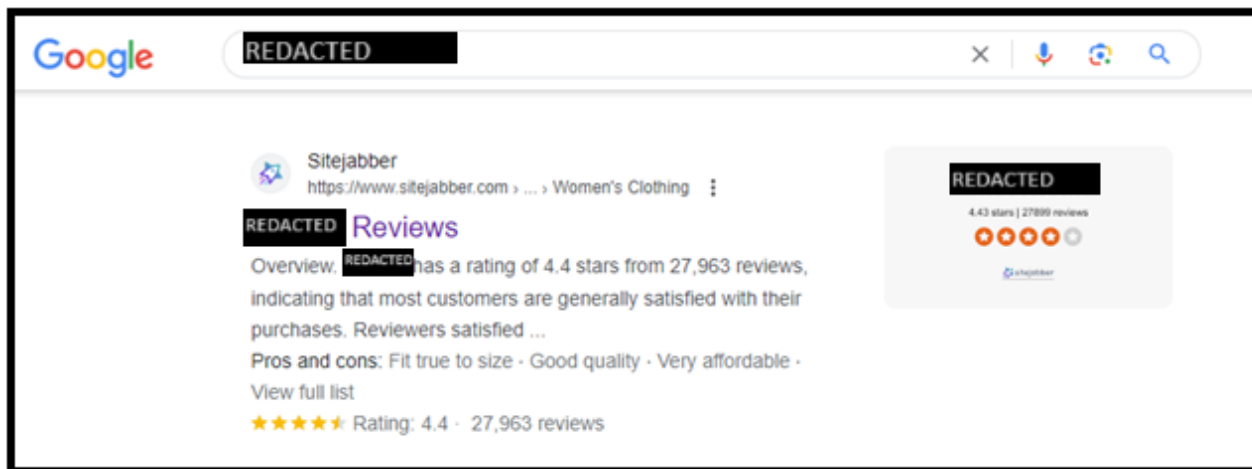 Google
REDACTED
Sitejabber
https://www.sitejabber.com › ... › Women's Clothing
REDACTED Reviews
Overview. REDACTED has a rating of 4.4 stars from 27,963 reviews,
indicating that most customers are generally satisfied with their
purchases. Reviewers satisfied ...
Pros and cons: Fit true to size · Good quality · Very affordable ·
View full list
Rating: 4.4 · 27,963 reviews
REDACTED
4.43 stars | 27899 reviews
sitejabber